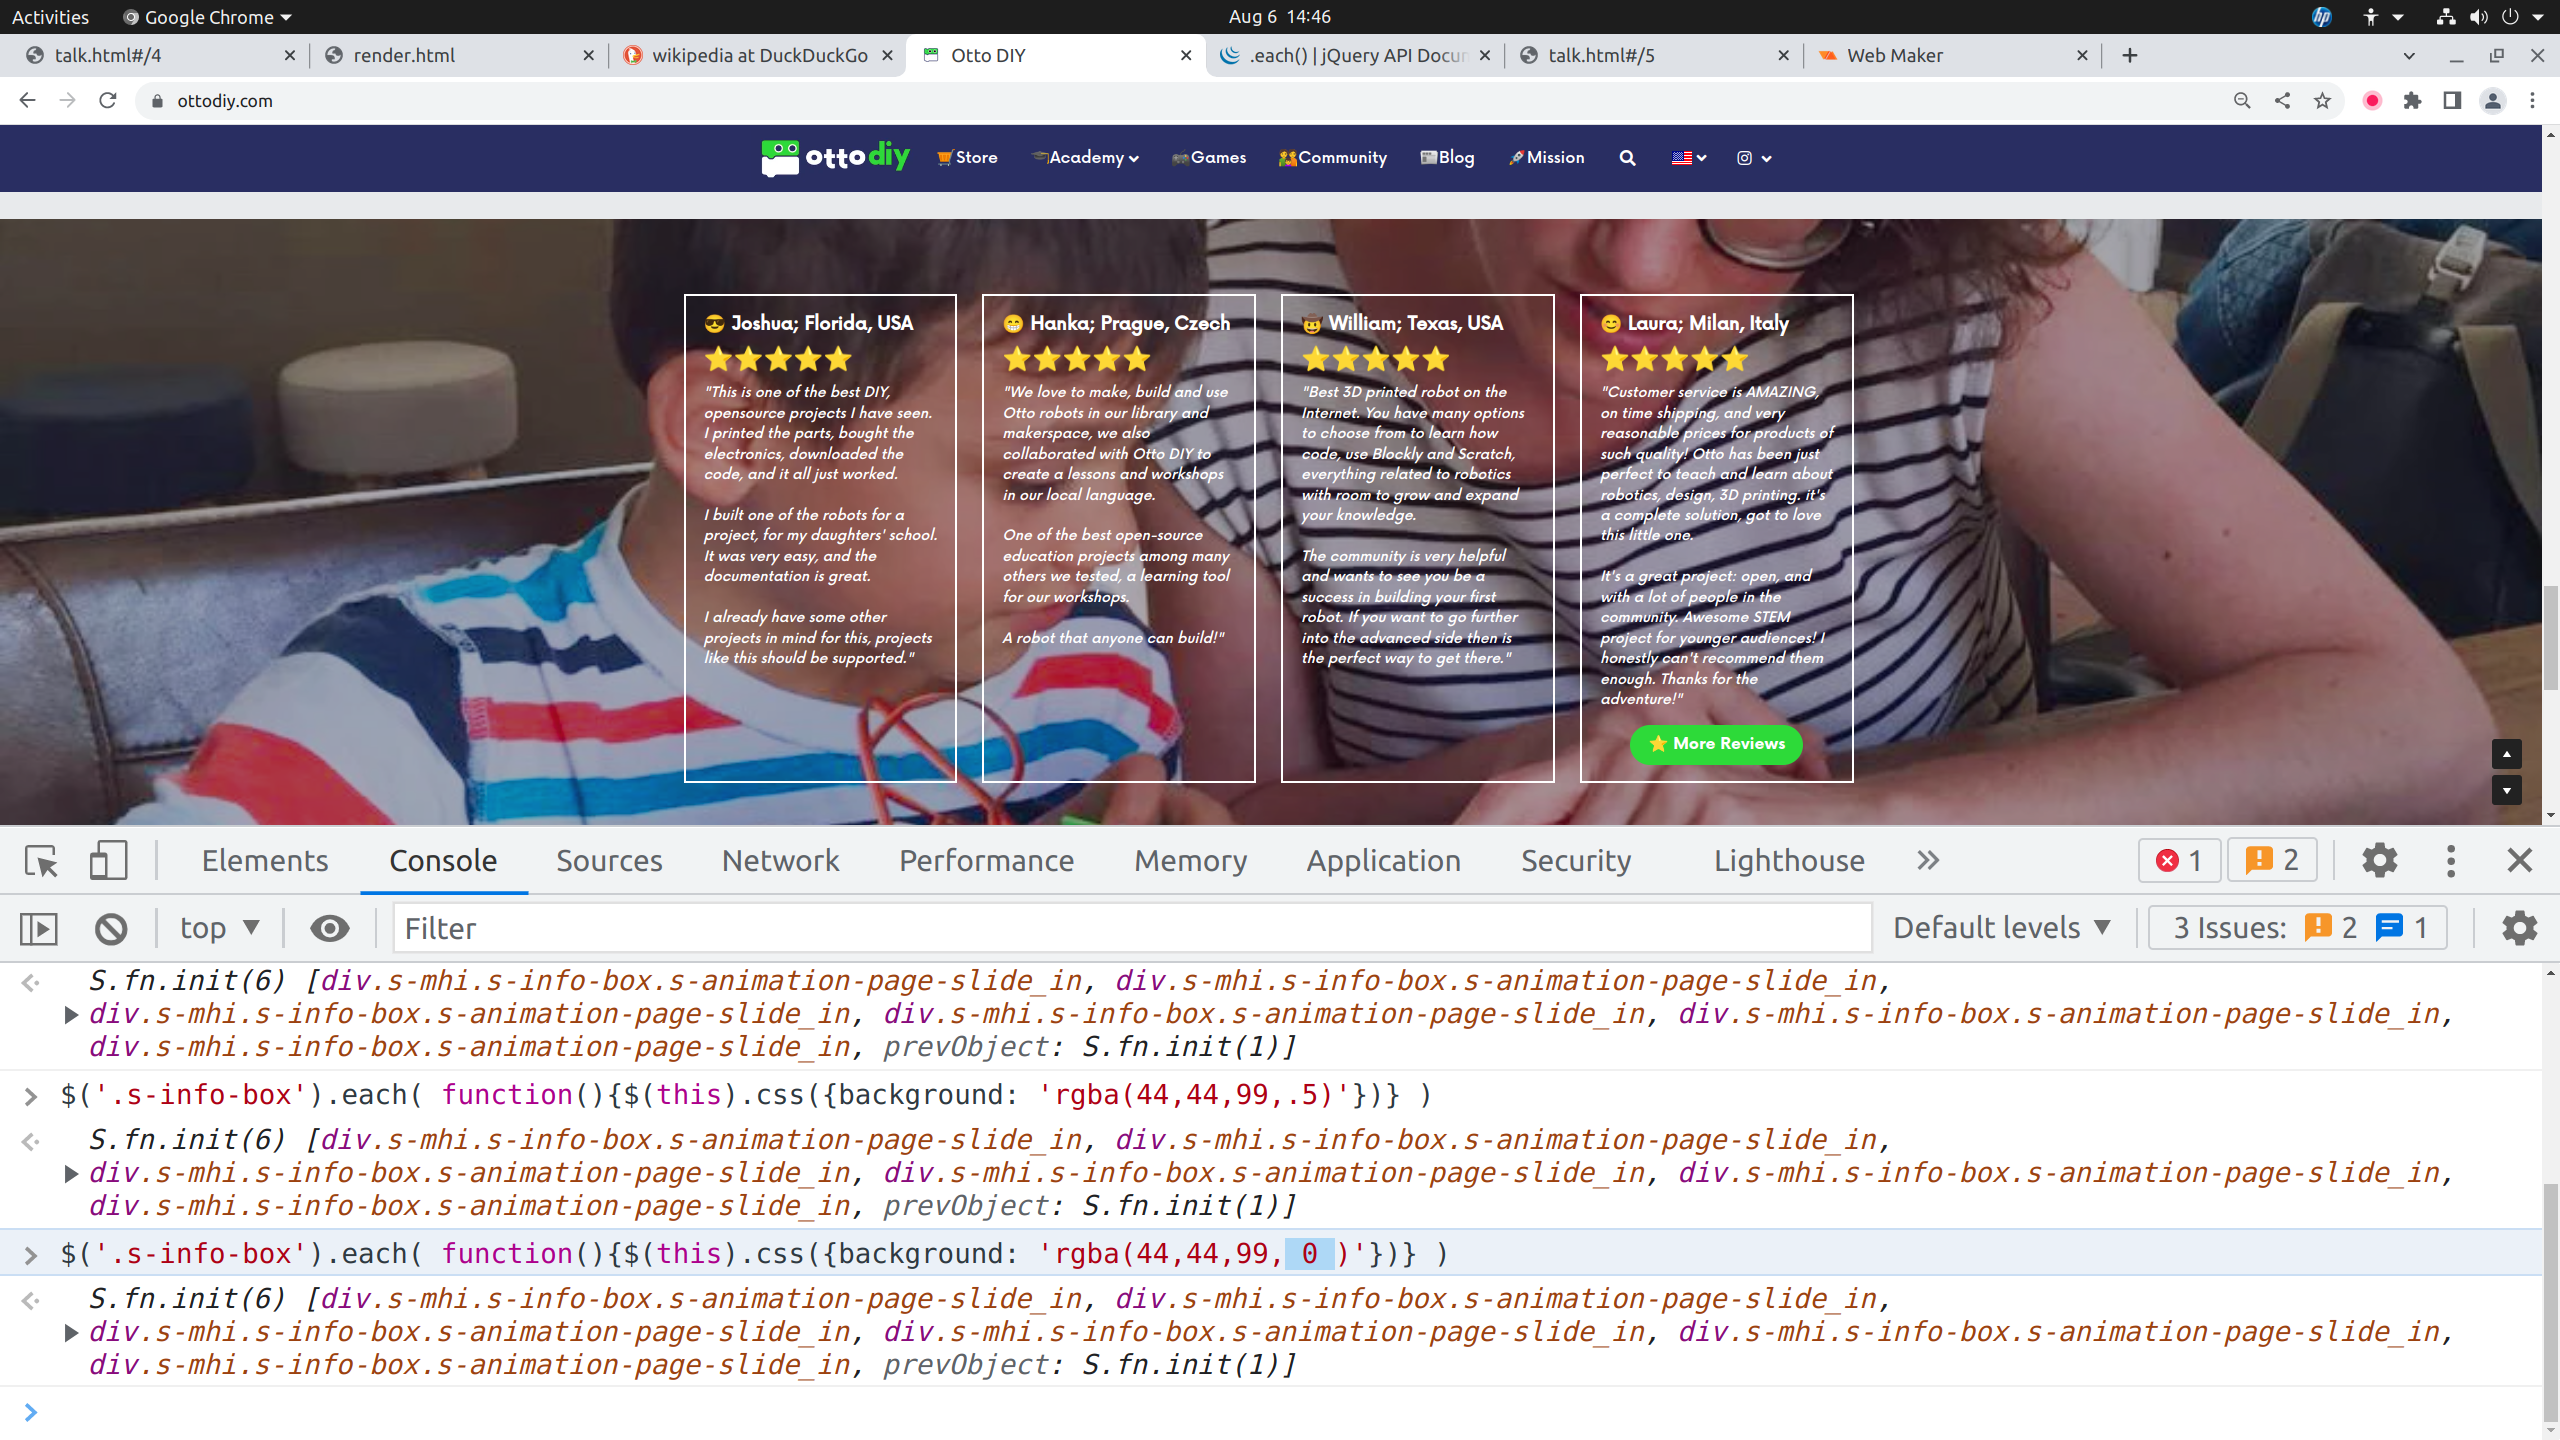 Activities Google Chrome Aug 6 14:46
talk.html#/4 render.html wikipedia at DuckDuckGo Otto DIY .each() | jQuery API Docu talk.html#/5 Web Maker
ottodiy.com
otto diy Store Academy Games Community Blog Mission
Joshua; Florida, USA
"This is one of the best DIY,
opensource projects I have seen.
I printed the parts, bought the
electronics, downloaded the
code, and it all just worked.
I built one of the robots for a
project, for my daughters' school.
It was very easy, and the
documentation is great.
I already have some other
projects in mind for this, projects
like this should be supported."
Hanka; Prague, Czech
"We love to make, build and use
Otto robots in our library and
makerspace, we also
collaborated with Otto DIY to
create a lessons and workshops
in our local language.
One of the best open-source
education projects among many
others we tested, a learning tool
for our workshops.
A robot that anyone can build!"
William; Texas, USA
"Best 3D printed robot on the
Internet. You have many options
to choose from to learn how
code, use Blockly and Scratch,
everything related to robotics
with room to grow and expand
your knowledge.
The community is very helpful
and wants to see you be a
success in building your first
robot. If you want to go further
into the advanced side then is
the perfect way to get there."
Laura; Milan, Italy
"Customer service is AMAZING,
on time shipping, and very
reasonable prices for products of
such quality! Otto has been just
perfect to teach and learn about
robotics, design, 3D printing. it's
a complete solution, got to love
this little one.
It's a great project: open, and
with a lot of people in the
community. Awesome STEM
project for younger audiences! I
honestly can't recommend them
enough. Thanks for the
adventure!"
More Reviews
Elements Console Sources Network Performance Memory Application Security Lighthouse 1 2
top Filter Default levels 3 Issues: 2 1
S.fn.init(6) [div.s-mhi.s-info-box.s-animation-page-slide_in, div.s-mhi.s-info-box.s-animation-page-slide_in,
div.s-mhi.s-info-box.s-animation-page-slide_in, div.s-mhi.s-info-box.s-animation-page-slide_in, div.s-mhi.s-info-box.s-animation-page-slide_in,
div.s-mhi.s-info-box.s-animation-page-slide_in, prevObject: S.fn.init(1)]
$('.s-info-box').each( function(){$(this).css({background: 'rgba(44,44,99,.5)'})} )
S.fn.init(6) [div.s-mhi.s-info-box.s-animation-page-slide_in, div.s-mhi.s-info-box.s-animation-page-slide_in,
div.s-mhi.s-info-box.s-animation-page-slide_in, div.s-mhi.s-info-box.s-animation-page-slide_in, div.s-mhi.s-info-box.s-animation-page-slide_in,
div.s-mhi.s-info-box.s-animation-page-slide_in, prevObject: S.fn.init(1)]
$('.s-info-box').each( function(){$(this).css({background: 'rgba(44,44,99, 0 )'})} )
S.fn.init(6) [div.s-mhi.s-info-box.s-animation-page-slide_in, div.s-mhi.s-info-box.s-animation-page-slide_in,
div.s-mhi.s-info-box.s-animation-page-slide_in, div.s-mhi.s-info-box.s-animation-page-slide_in, div.s-mhi.s-info-box.s-animation-page-slide_in,
div.s-mhi.s-info-box.s-animation-page-slide_in, prevObject: S.fn.init(1)]